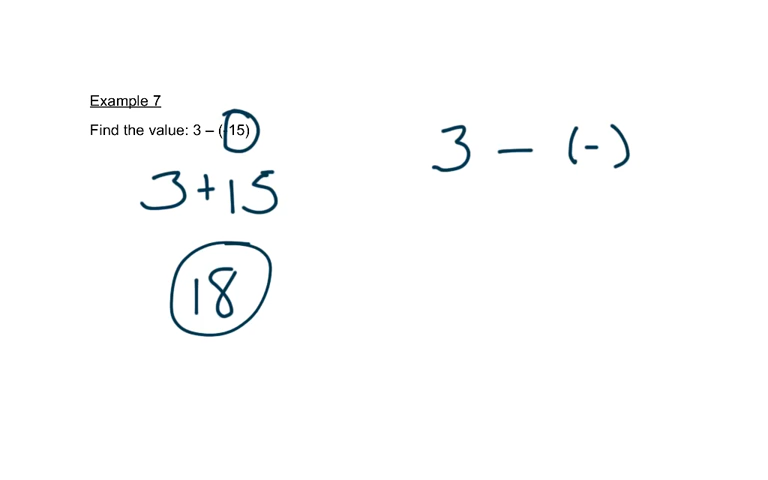 Example 7
Find the value: 3 – (-15)
3 - (-)
3+15
18